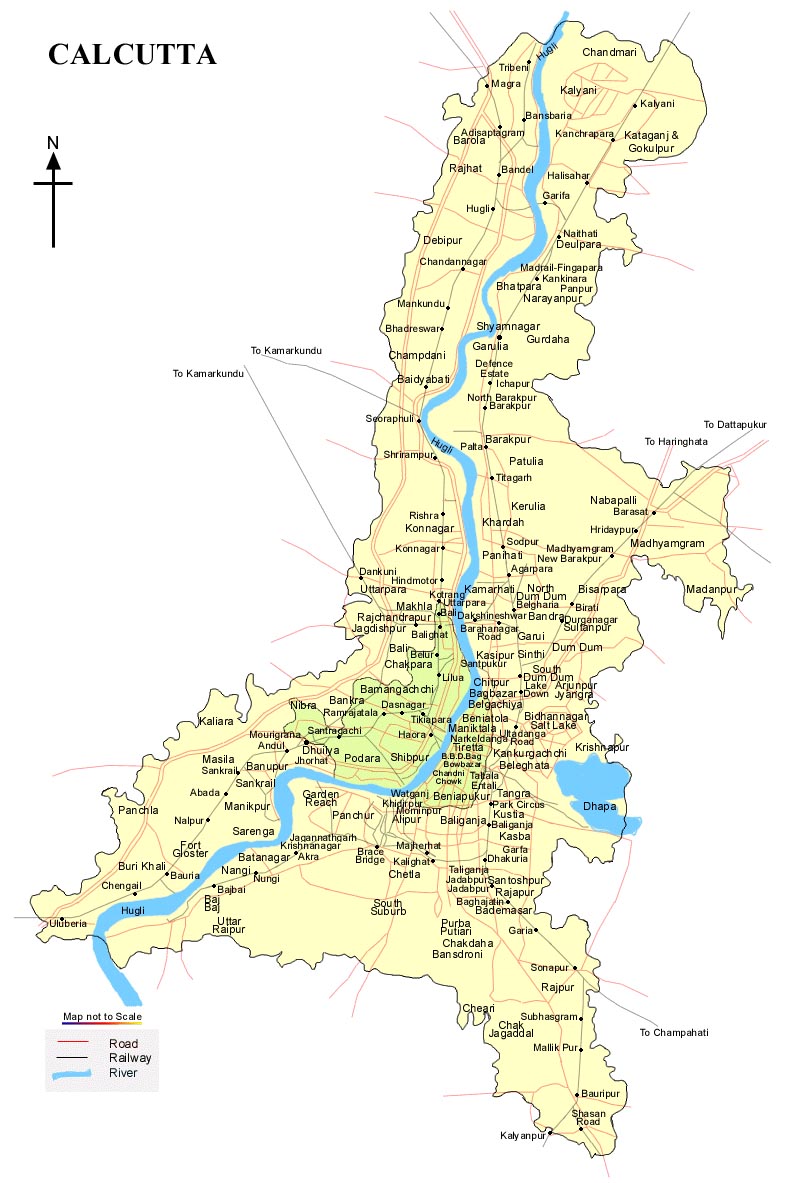 CALCUTTA
N
Hugli
Chandmari
Tribeni
Magra
Kalyani
Kalyani
Bansbaria
Adisaptagram
Barola
Kanchrapara
Kataganj &
Gokulpur
Rajhat
Bandel
Halisahar
Garifa
Hugli
Debipur
Naithati
Deulpara
Chandannagar
Madrail-Fingapara
Kankinara
Bhatpara
Panpur
Narayanpur
Mankundu
Bhadreswar
Shyamnagar
Garulia
Gurdaha
To Kamarkundu
Champdani
Defence
Estate
To Kamarkundu
Baidyabati
Ichapur
North Barakpur
Barakpur
Seoraphuli
To Dattapukur
Hugli
Palta
Barakpur
To Haringhata
Shrirampur
Patulia
Titagarh
Nabapalli
Barasat
Kerulia
Rishra
Konnagar
Khardah
Hridaypur
Konnagar
Sodpur
Panihati
Madhyamgram
New Barakpur
Madhyamgram
Dankuni
Uttarpara
Hindmotor
Agarpara
Kamarhati
North
Dum Dum
Bisarpara
Madanpur
Kotrang
Uttarpara
Makhla
Bali
Belgharia
Birati
Rajchandrapur
Jagdishpur
Dakshineshwar
Bandra
Durganagar
Sultanpur
Balighat
Barahanagar
Road
Garui
Bali
Belur
Chakpara
Kasipur
Sinthi
Dum Dum
Santpukur
South
Dum Dum
Lilua
Chitpur
Bamangachchi
Bagbazar
Lake
Down
Arjunpur
Jyangra
Nibra
Bankra
Dasnagar
Belgachiya
Ramrajatala
Kaliara
Tikiapara
Beniatola
Bidhannagar
Salt Lake
Mourigrana
Santragachi
Haora
Maniktala
Ultadanga
Road
Andul
Dhulya
Narkeldanga
Tiretta
Krishnapur
Masila
Sankrail
Banupur
Jhorhat
Podara
Shibpur
B.B.D.Bag
Bowbazar
Kankurgachchi
Beleghata
Sankrail
Chandni
Chowk
Taltala
Entali
Abada
Garden
Reach
Watganj
Beniapukur
Tangra
Dhapa
Panchla
Manikpur
Khidirpur
Mominpur
Park Circus
Nalpur
Panchur
Alipur
Baliganja
Kustia
Baliganja
Sarenga
Jagannathgarh
Krishnanagar
Kasba
Fort
Gloster
Batanagar
Akra
Brace
Bridge
Majherhat
Garfa
Buri Khali
Bauria
Nangi
Nungi
Kalighat
Dhakuria
Chengail
Bajbaj
Chetla
Taliganja
Jadabpur
Jadabpur
Santoshpur
Rajapur
Baj
Baj
Hugli
South
Suburb
Baghajatin
Bademasar
Uluberia
Uttar
Raipur
Purba
Putiari
Garia
Chakdaha
Bansdroni
Sonapur
Rajpur
Cheari
Subhasgram
Map not to Scale
Chak
Jagaddal
To Champahati
Road
Railway
River
Mallik Pur
Bauripur
Shasan
Road
Kalyanpur